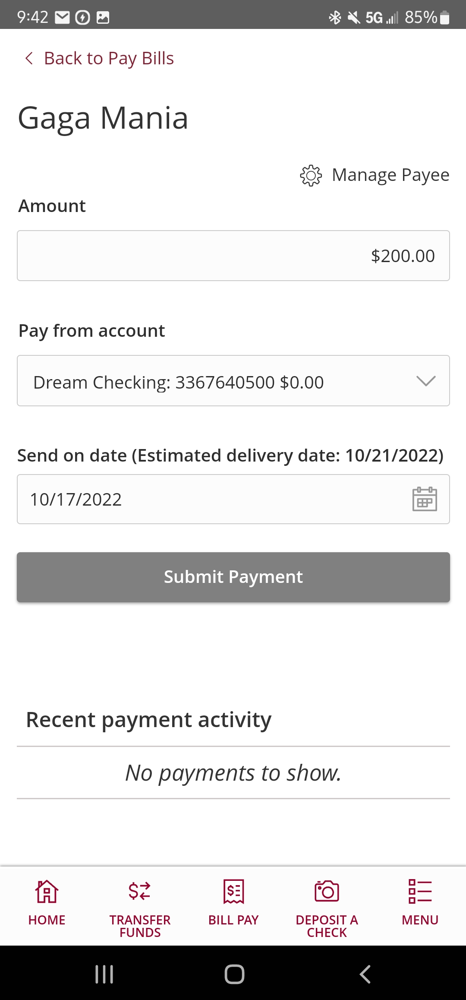 9:42 5G 85%
Back to Pay Bills
Gaga Mania
Manage Payee
Amount
$200.00
Pay from account
Dream Checking: 3367640500 $0.00
Send on date (Estimated delivery date: 10/21/2022)
10/17/2022
Submit Payment
Recent payment activity
No payments to show.
HOME
TRANSFER
FUNDS
BILL PAY
DEPOSIT A
CHECK
MENU